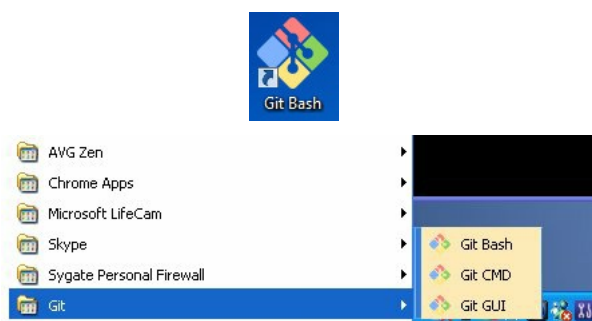 Git Bash
AVG Zen
Chrome Apps
Microsoft LifeCam
Skype
Git Bash
Sygate Personal Firewall
Git CMD
Git
Git GUI